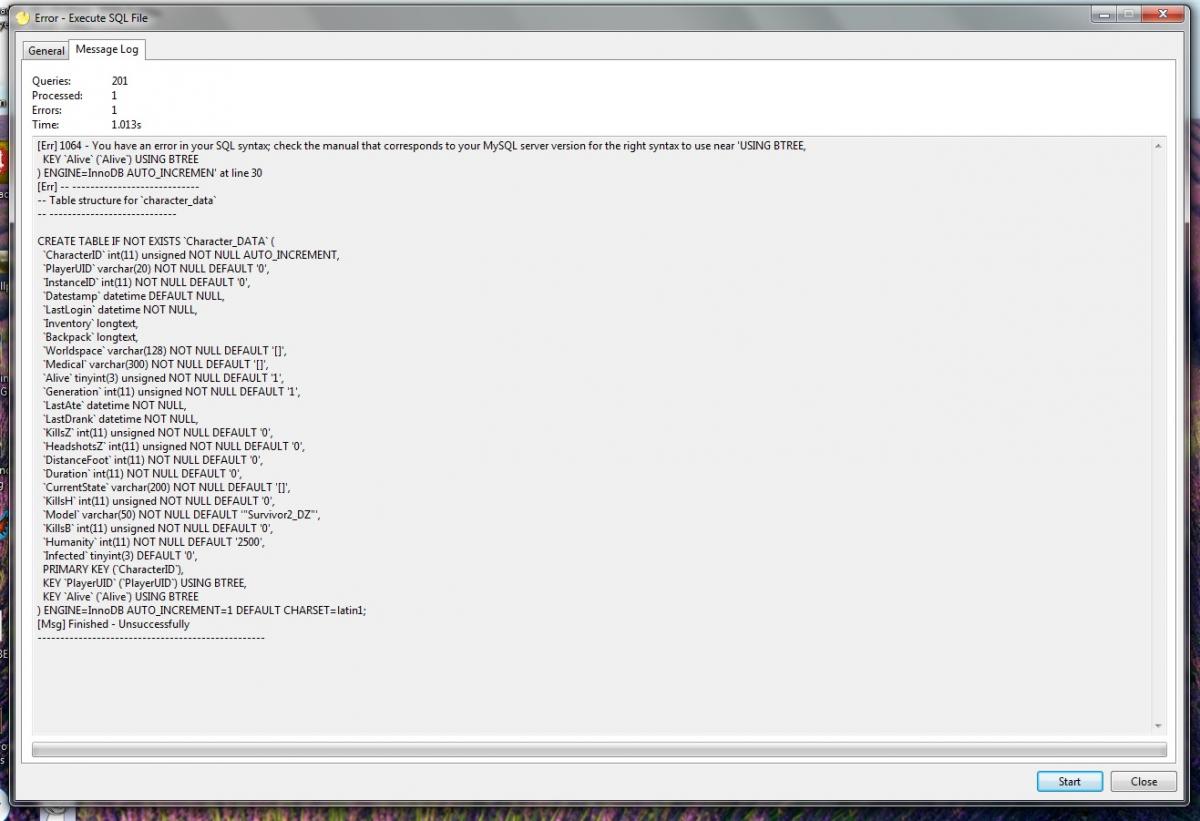 Error - Execute SQL File
General Message Log
Queries: 201
Processed: 1
Errors: 1
Time: 1.013s
[Err] 1064 - You have an error in your SQL syntax; check the manual that corresponds to your MySQL server version for the right syntax to use near 'USING BTREE,
KEY `Alive` (`Alive`) USING BTREE
) ENGINE=InnoDB AUTO_INCREMEN' at line 30
[Err] -- ----------------------------
-- Table structure for `character_data`
-- ----------------------------
CREATE TABLE IF NOT EXISTS `Character_DATA` (
`CharacterID` int(11) unsigned NOT NULL AUTO_INCREMENT,
`PlayerUID` varchar(20) NOT NULL DEFAULT '0',
`InstanceID` int(11) NOT NULL DEFAULT '0',
`Datestamp` datetime DEFAULT NULL,
`LastLogin` datetime NOT NULL,
`Inventory` longtext,
`Backpack` longtext,
`Worldspace` varchar(128) NOT NULL DEFAULT '[]',
`Medical` varchar(300) NOT NULL DEFAULT '[]',
`Alive` tinyint(3) unsigned NOT NULL DEFAULT '1',
`Generation` int(11) unsigned NOT NULL DEFAULT '1',
`LastAte` datetime NOT NULL,
`LastDrank` datetime NOT NULL,
`KillsZ` int(11) unsigned NOT NULL DEFAULT '0',
`HeadshotsZ` int(11) unsigned NOT NULL DEFAULT '0',
`DistanceFoot` int(11) NOT NULL DEFAULT '0',
`Duration` int(11) NOT NULL DEFAULT '0',
`CurrentState` varchar(200) NOT NULL DEFAULT '[]',
`KillsH` int(11) unsigned NOT NULL DEFAULT '0',
`Model` varchar(50) NOT NULL DEFAULT '"Survivor2_DZ"',
`KillsB` int(11) unsigned NOT NULL DEFAULT '0',
`Humanity` int(11) NOT NULL DEFAULT '2500',
`Infected` tinyint(3) DEFAULT '0',
PRIMARY KEY (`CharacterID`),
KEY `PlayerUID` (`PlayerUID`) USING BTREE,
KEY `Alive` (`Alive`) USING BTREE
) ENGINE=InnoDB AUTO_INCREMENT=1 DEFAULT CHARSET=latin1;
[Msg] Finished - Unsuccessfully
--------------------------------------------------
Start Close